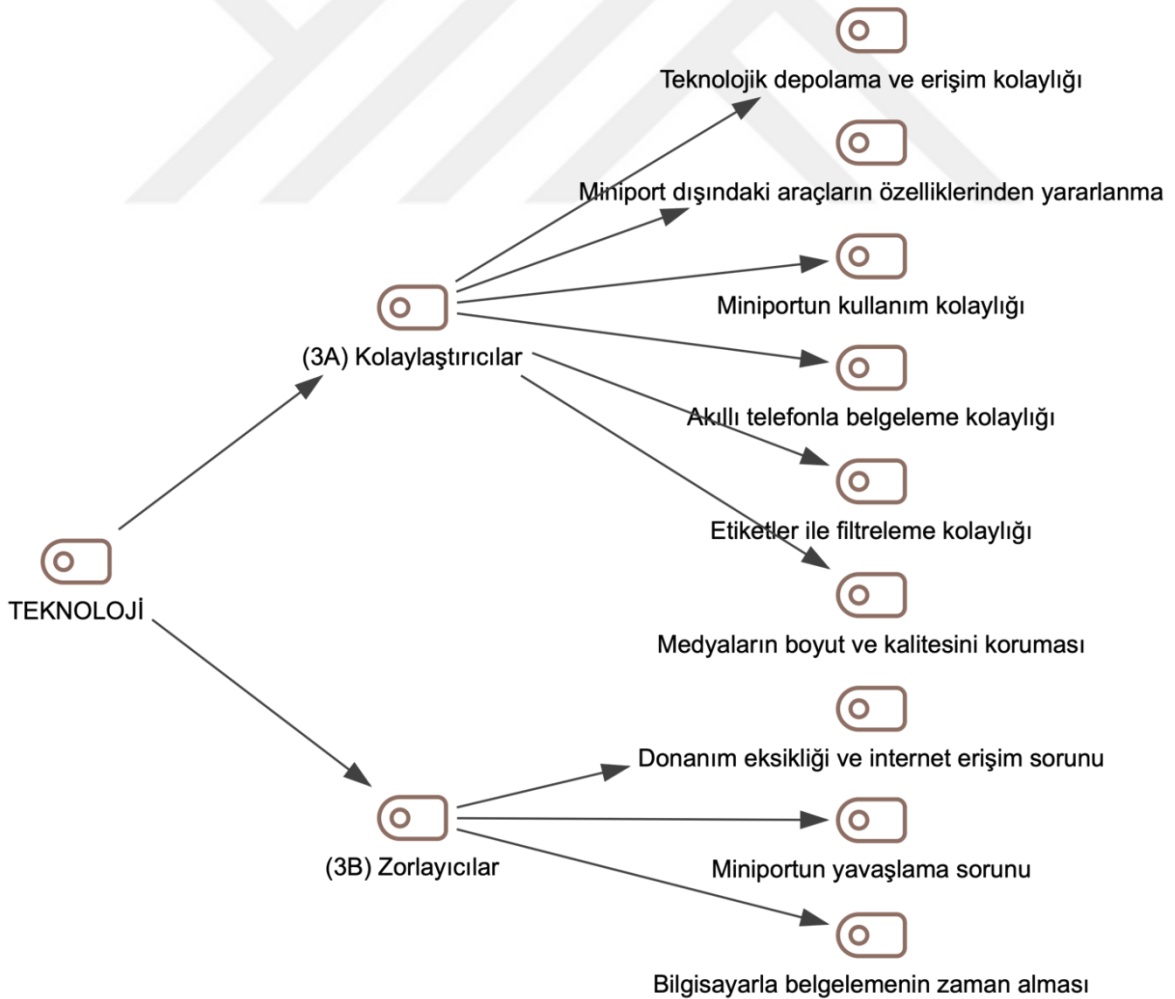 Teknolojik depolama ve erişim kolaylığı
Miniport dışındaki araçların özelliklerinden yararlanma
Miniportun kullanım kolaylığı
(3A) Kolaylaştırıcılar
Akıllı telefonla belgeleme kolaylığı
Etiketler ile filtreleme kolaylığı
TEKNOLOJİ
Medyaların boyut ve kalitesini koruması
Donanım eksikliği ve internet erişim sorunu
(3B) Zorlayıcılar
Miniportun yavaşlama sorunu
Bilgisayarla belgelemenin zaman alması